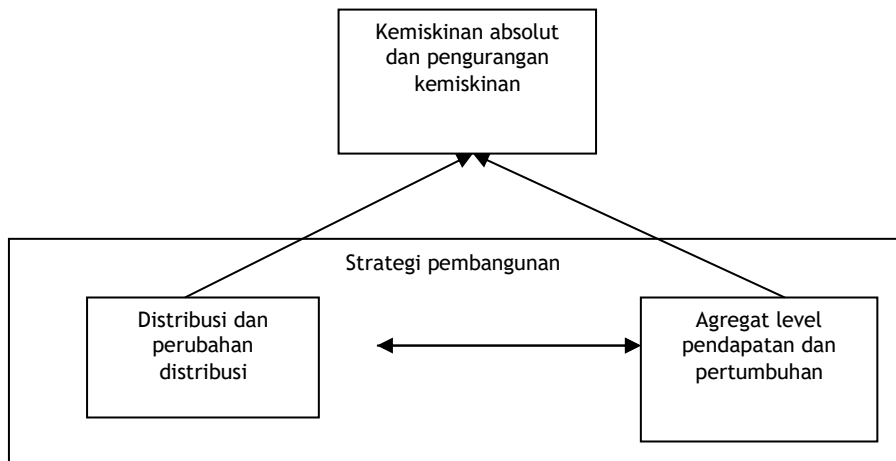 Kemiskinan absolut
dan pengurangan
kemiskinan
Strategi pembangunan
Distribusi dan
perubahan
distribusi
Agregat level
pendapatan dan
pertumbuhan